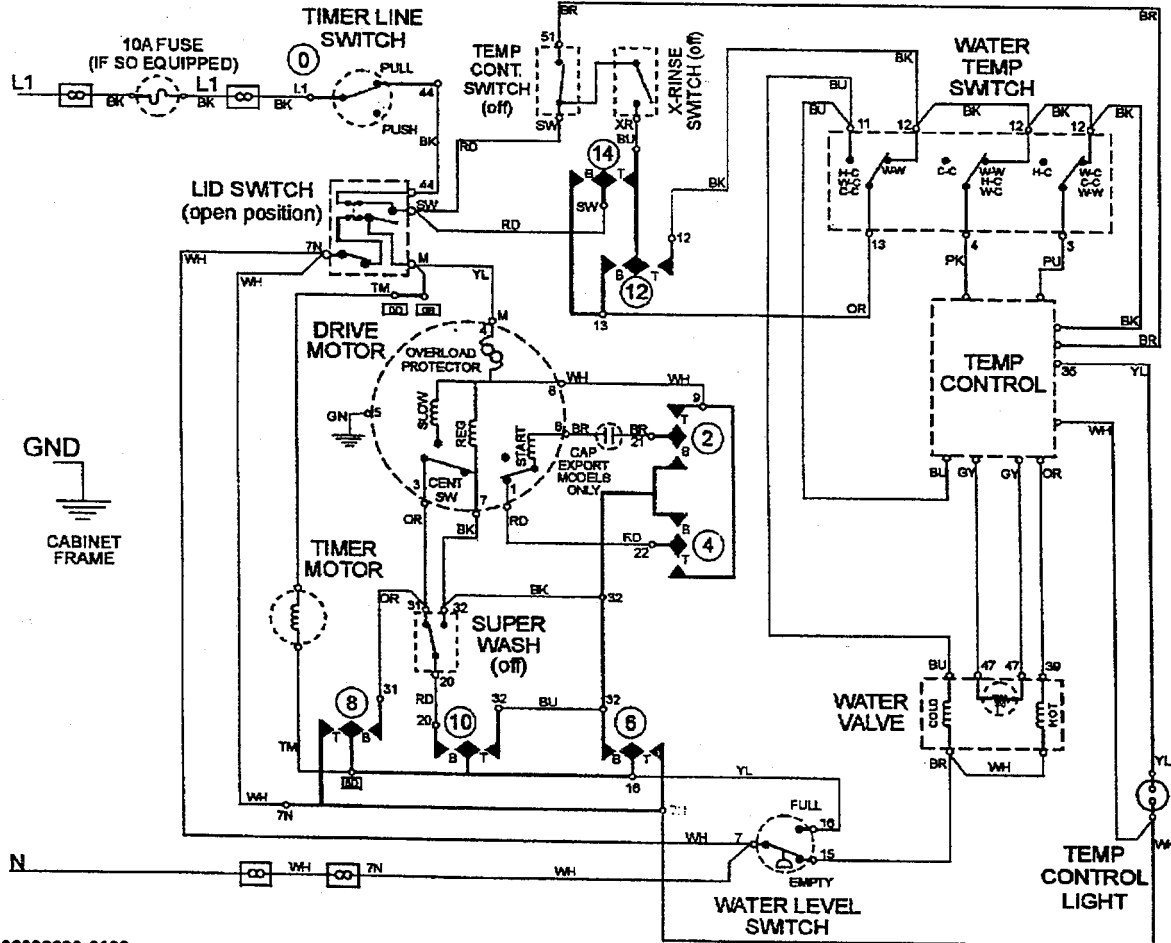 TIMER LINE
SWITCH
10A FUSE
(IF SO EQUIPPED)
0
PULL
PUSH
L1
L1
L1
BK
BK
BK
44
BK
RD
TEMP
CONT.
SWITCH
(off)
51
BR
BR
SW
X-RINSE
SWITCH (off)
XR
BU
14
B
T
SW
RD
12
B
T
12
13
BK
WATER
TEMP
SWITCH
BK
BU
BU
BK
BK
BK
11
12
12
12
H-C
W-C
C-C
W-W
C-C
W-W
H-C
W-C
H-C
W-C
C-C
W-W
13
4
3
PK
PU
OR
LID SWITCH
(open position)
44
SW
7N
M
WH
WH
YL
TM
DRIVE
MOTOR
M
4
OVERLOAD
PROTECTOR
SLOW
REG
START
GN
5
CENT
SW
3
7
1
6
8
WH
WH
9
BR
BR
21
CAP
EXPORT
MODELS
ONLY
2
T
B
4
B
T
RD
RD
22
OR
BK
TEMP
CONTROL
BK
BR
35
YL
WH
BU
GY
GY
OR
GND
CABINET
FRAME
TIMER
MOTOR
OR
31
32
BK
32
SUPER
WASH
(off)
20
RD
20
31
8
T
B
10
B
T
32
BU
32
6
B
T
TM
16
YL
WH
7N
WATER
VALVE
BU
47
47
39
COLD
HOT
BR
WH
FULL
16
7
15
EMPTY
WATER LEVEL
SWITCH
WH
N
WH
7N
WH
YL
TEMP
CONTROL
LIGHT